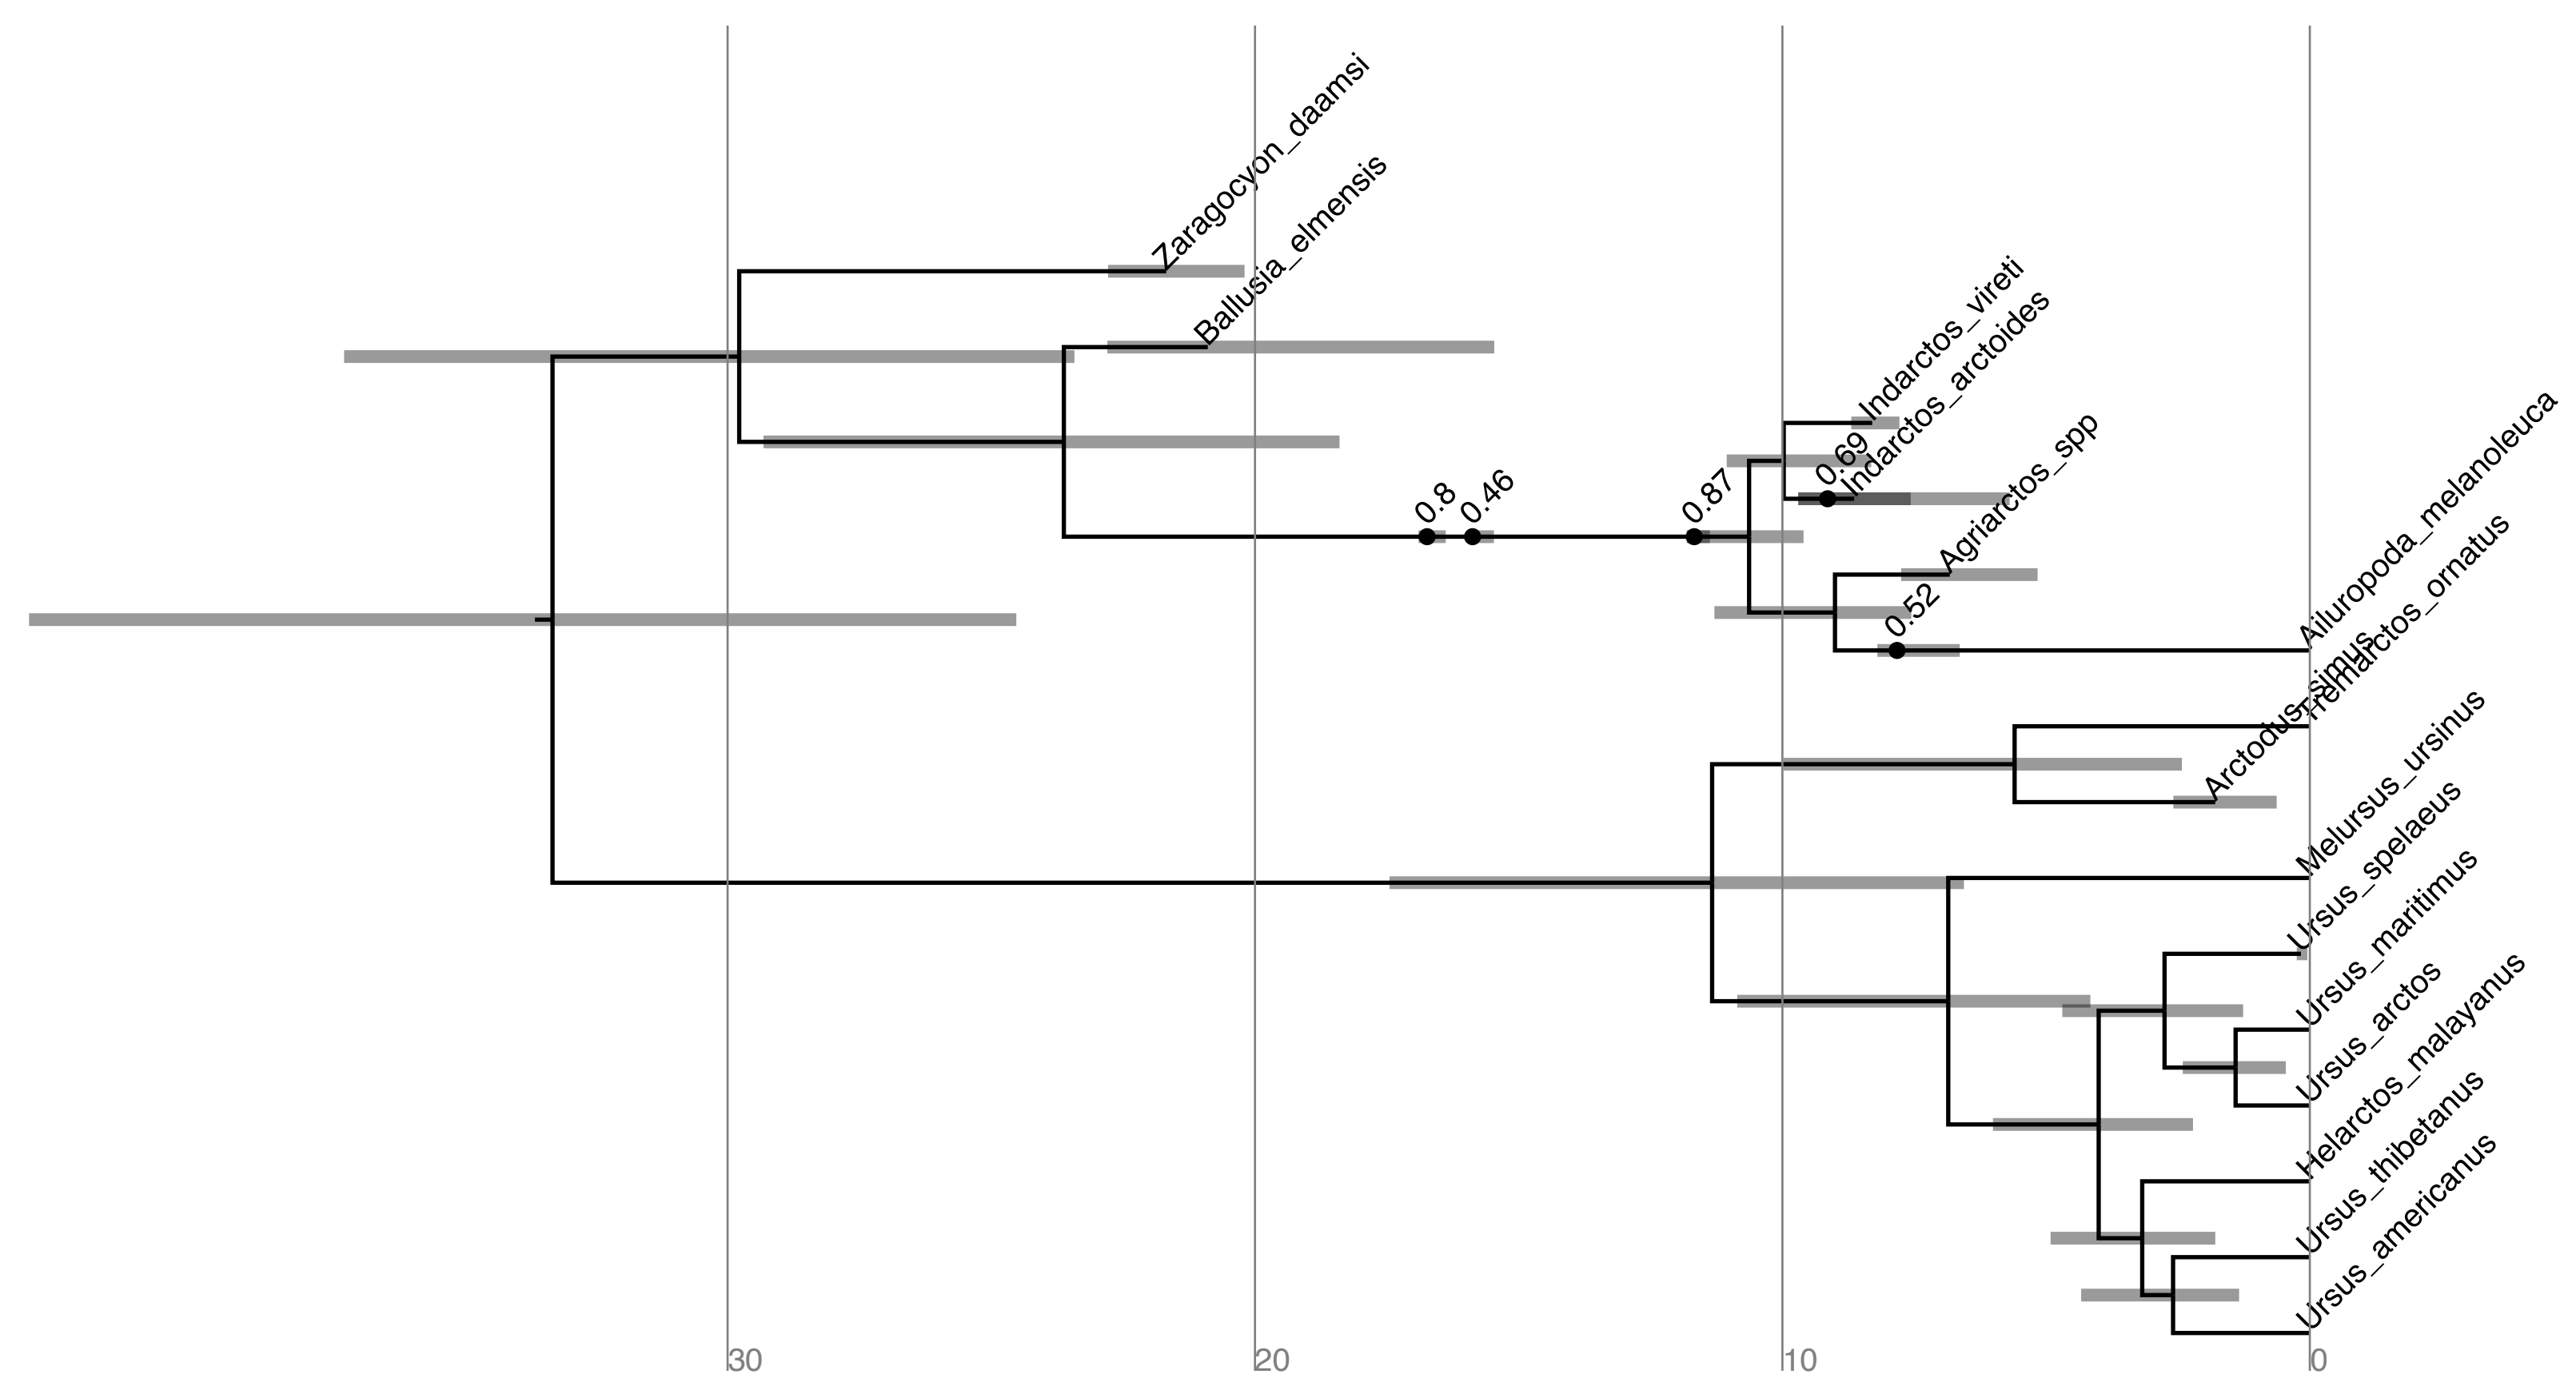 Zaragocyon_daamsi
Ballusia_elmensis
Indarctos_vireti
0.69
Indarctos_arctoides
0.8
0.46
0.87
Agriarctos_spp
0.52
Ailuropoda_melanoleuca
Tremarctos_ornatus
Arctodus_simus
Melursus_ursinus
Ursus_spelaeus
Ursus_maritimus
Ursus_arctos
Helarctos_malayanus
Ursus_thibetanus
Ursus_americanus
30
20
10
0